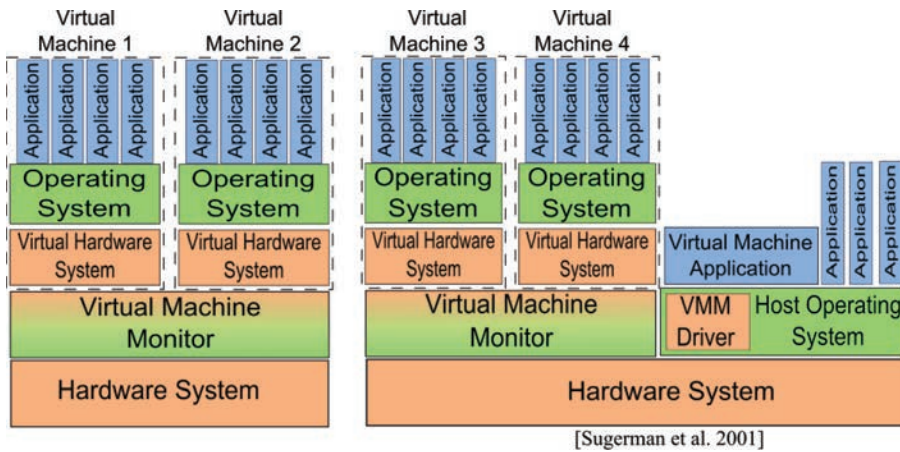 Virtual
Machine 1
Virtual
Machine 2
Application
Application
Application
Application
Application
Application
Application
Application
Operating
System
Operating
System
Virtual Hardware
System
Virtual Hardware
System
Virtual Machine
Monitor
Hardware System
Virtual
Machine 3
Virtual
Machine 4
Application
Application
Application
Application
Application
Application
Application
Application
Operating
System
Operating
System
Virtual Hardware
System
Virtual Hardware
System
Virtual Machine
Monitor
Virtual Machine
Application
Application
Application
Application
VMM
Driver
Host Operating
System
Hardware System
[Sugerman et al. 2001]